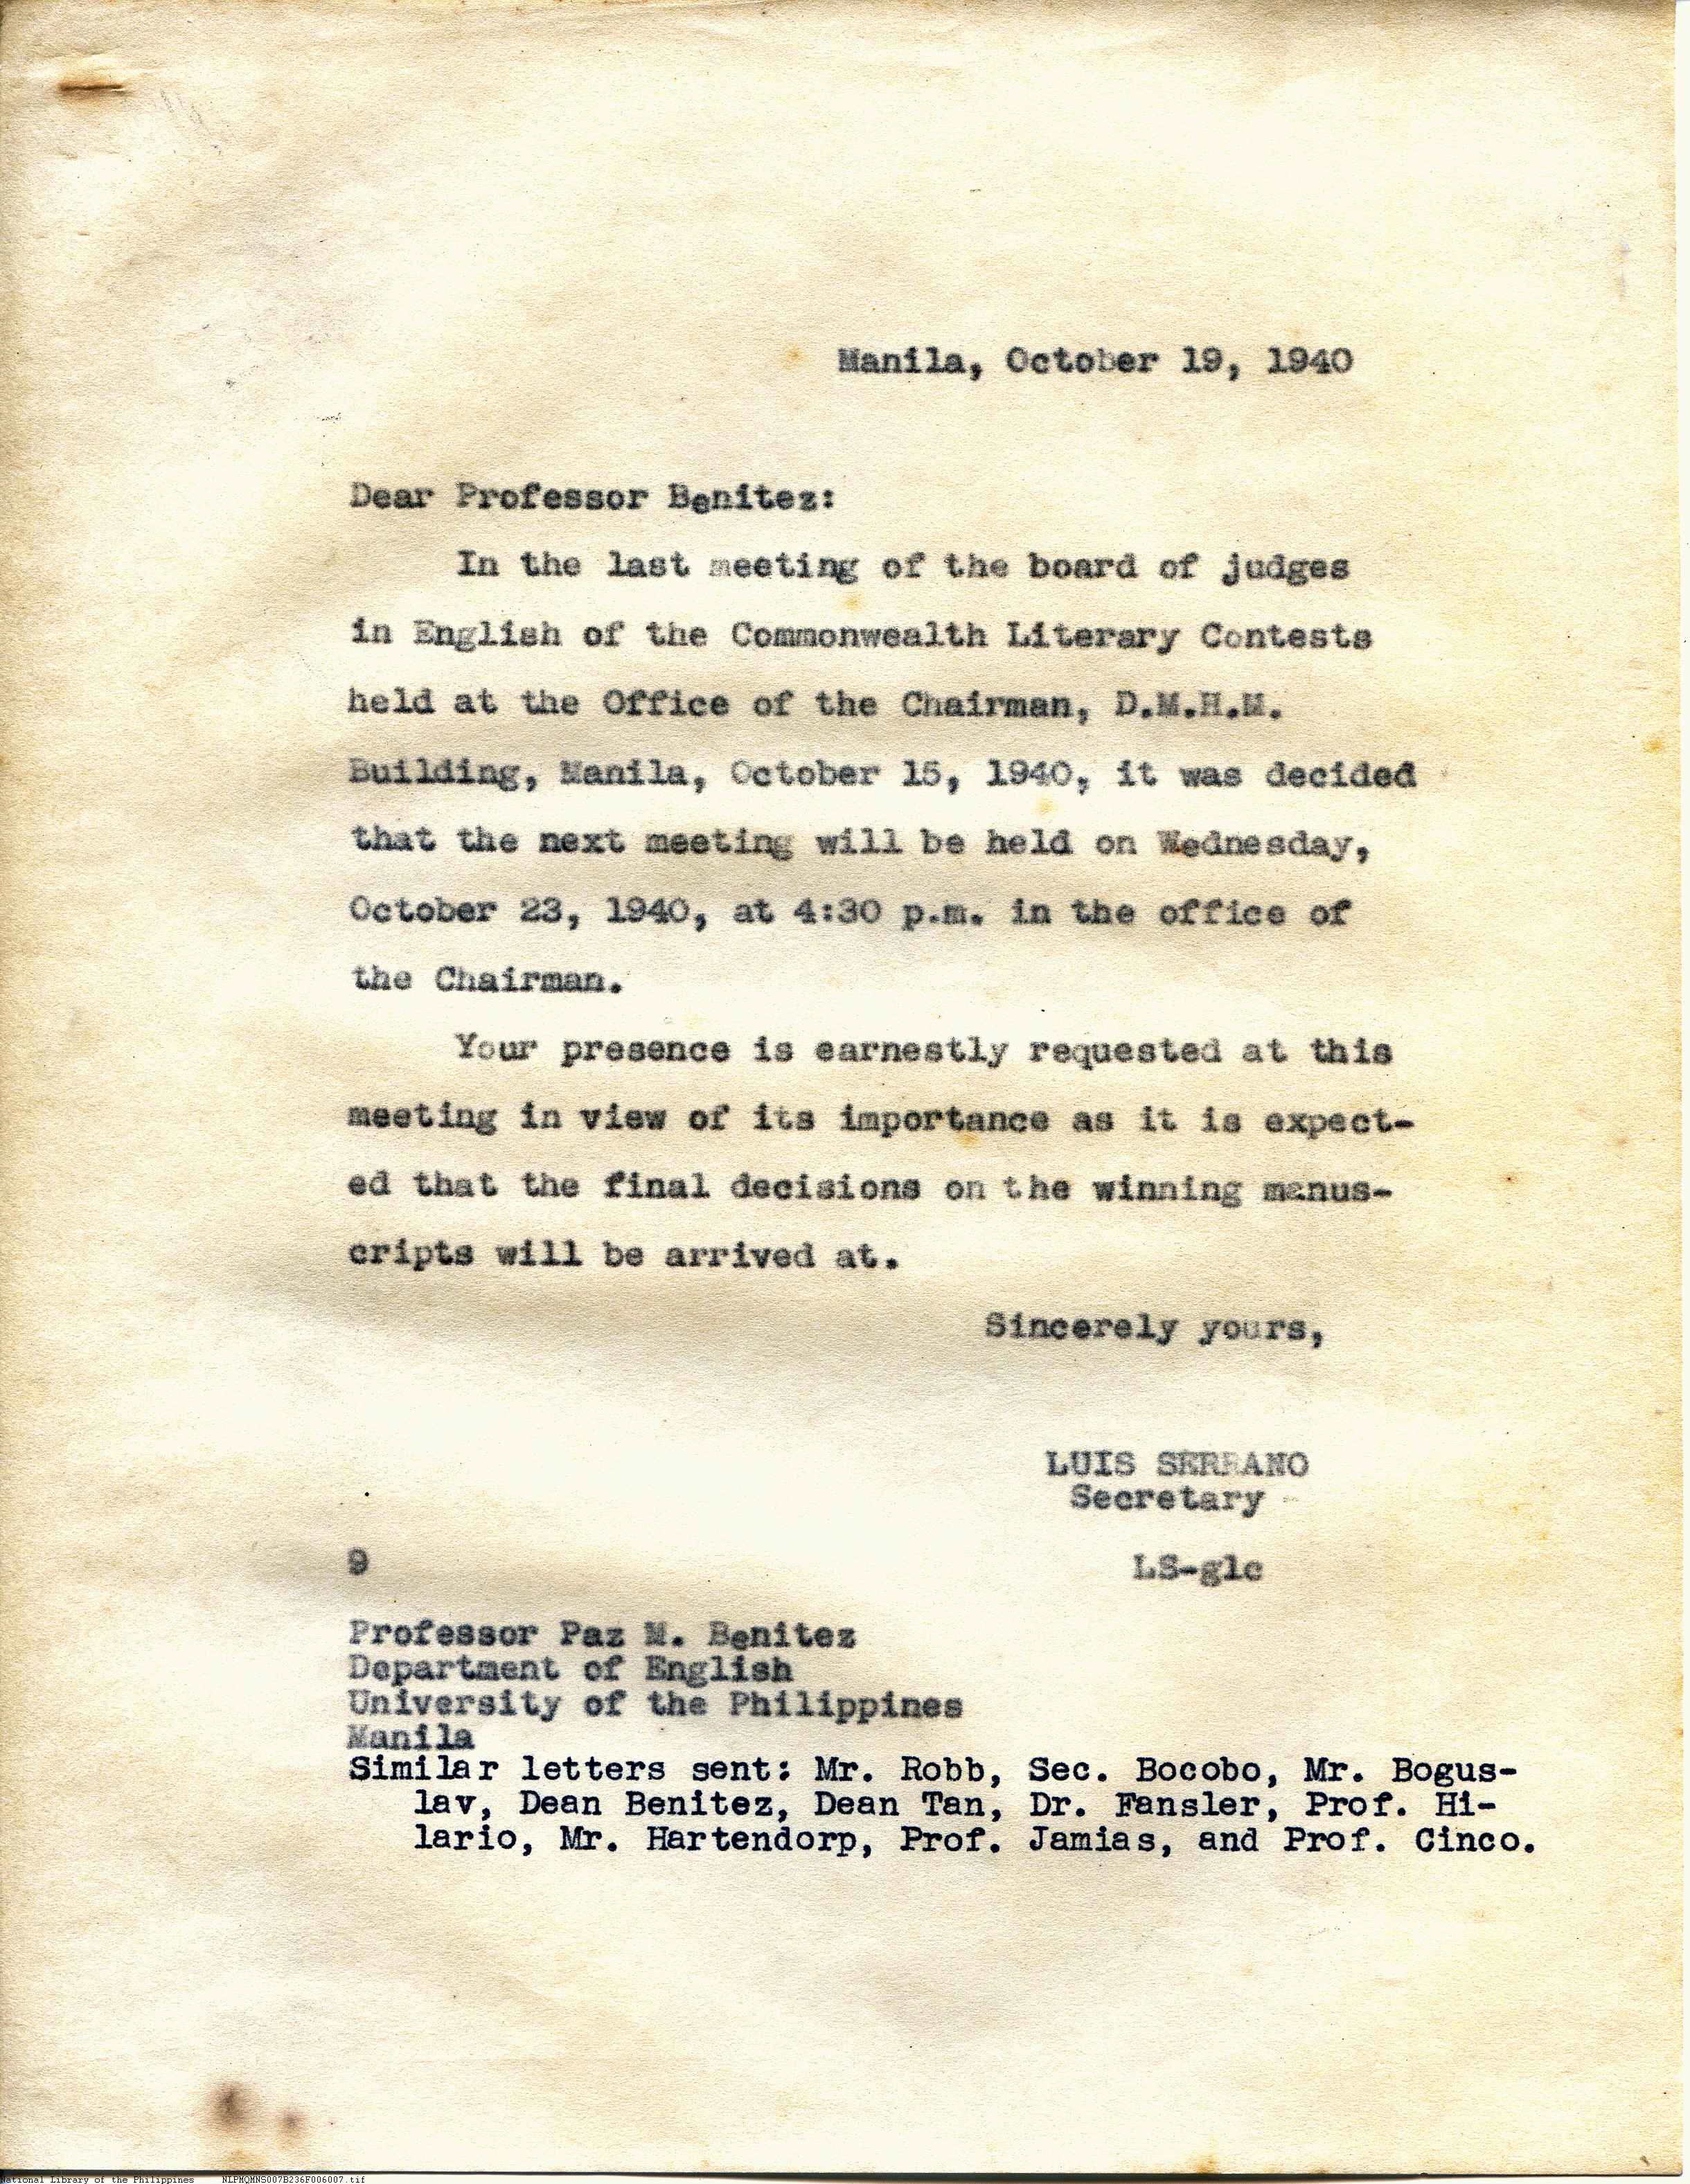 Manila, October 19, 1940
Dear Professor Benitez:
In the last meeting of the board of judges
in English of the Commonwealth Literary Contests
held at the Office of the Chairman, D.M.H.M.
Building, Manila, October 15, 1940, it was decided
that the next meeting will be held on Wednesday,
October 23, 1940, at 4:30 p.m. in the office of
the Chairman.
Your presence is earnestly requested at this
meeting in view of its importance as it is expect-
ed that the final decisions on the winning manus-
cripts will be arrived at.
Sincerely yours,
LUIS SERRANO
Secretary
9
LS-glc
Professor Paz M. Benitez
Department of English
University of the Philippines
Manila
Similar letters sent: Mr. Robb, Sec. Bocobo, Mr. Bogus-
lav, Dean Benitez, Dean Tan, Dr. Fansler, Prof. Hi-
lario, Mr. Hartendorp, Prof. Jamias, and Prof. Cinco.
National Library of the Philippines NLPMQMNS007B236F006007.tif